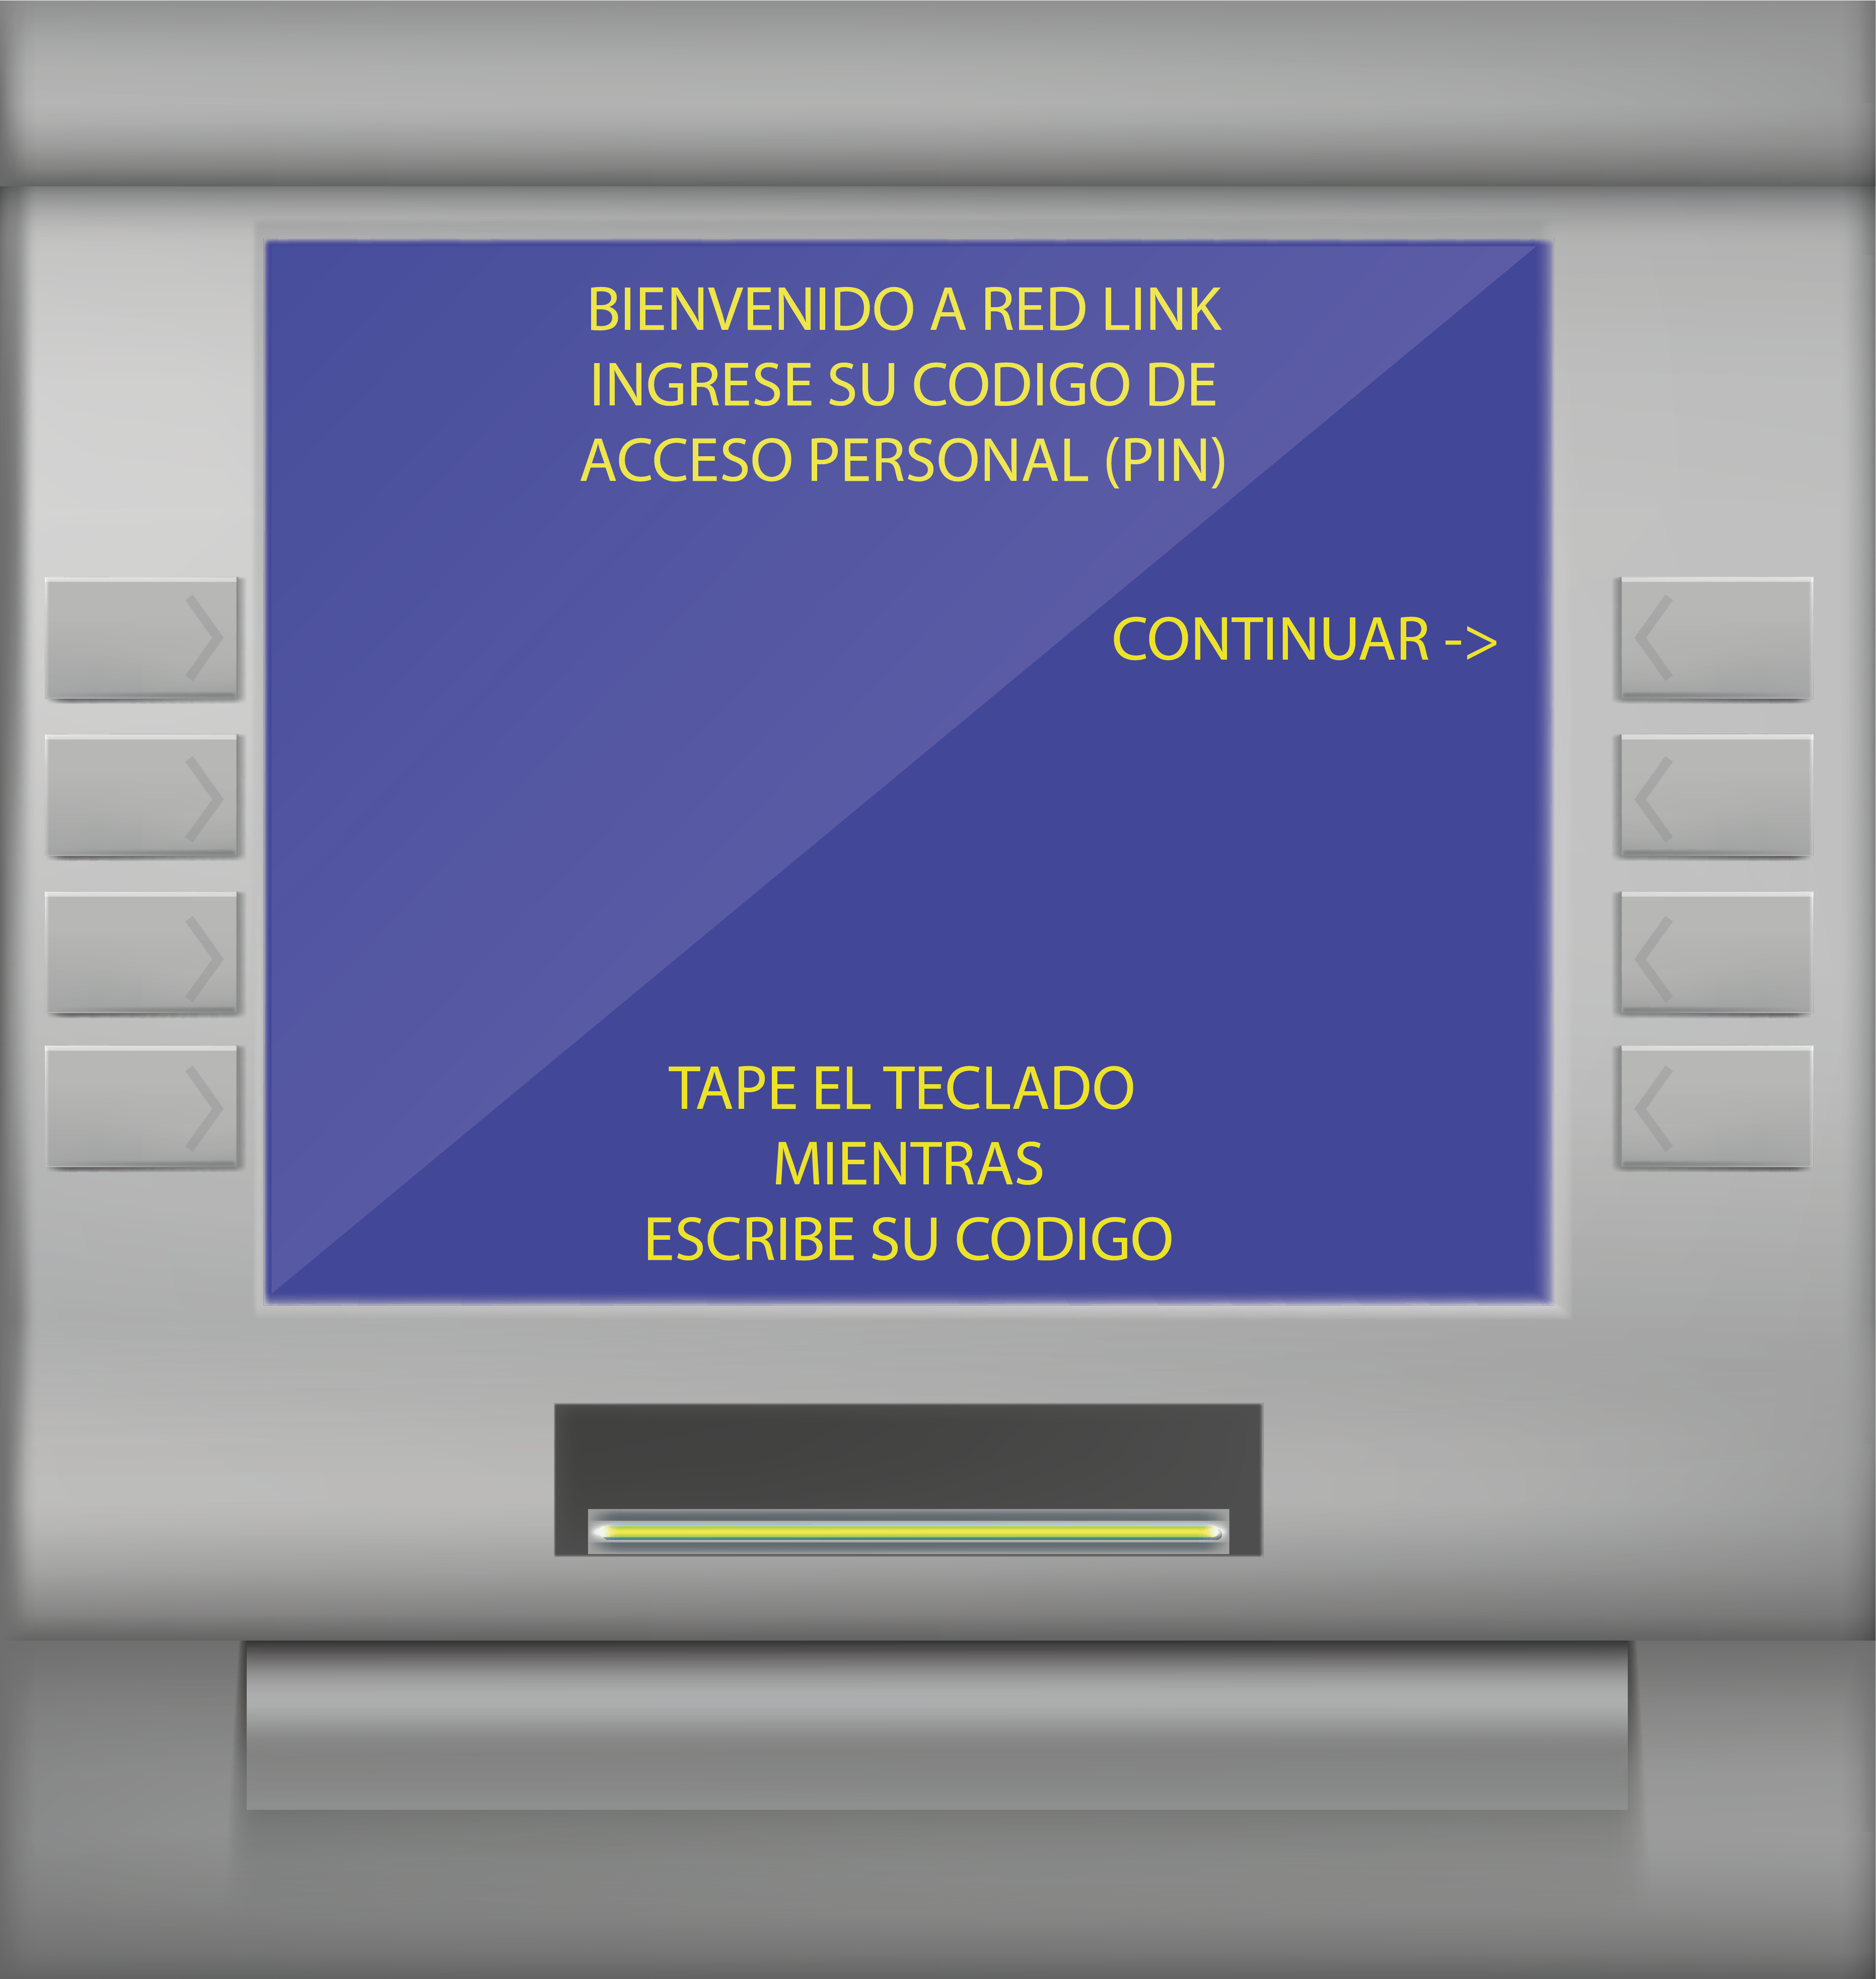 BIENVENIDO A RED LINK
INGRESE SU CODIGO DE
ACCESO PERSONAL (PIN)
CONTINUAR ->
TAPE EL TECLADO
MIENTRAS
ESCRIBE SU CODIGO